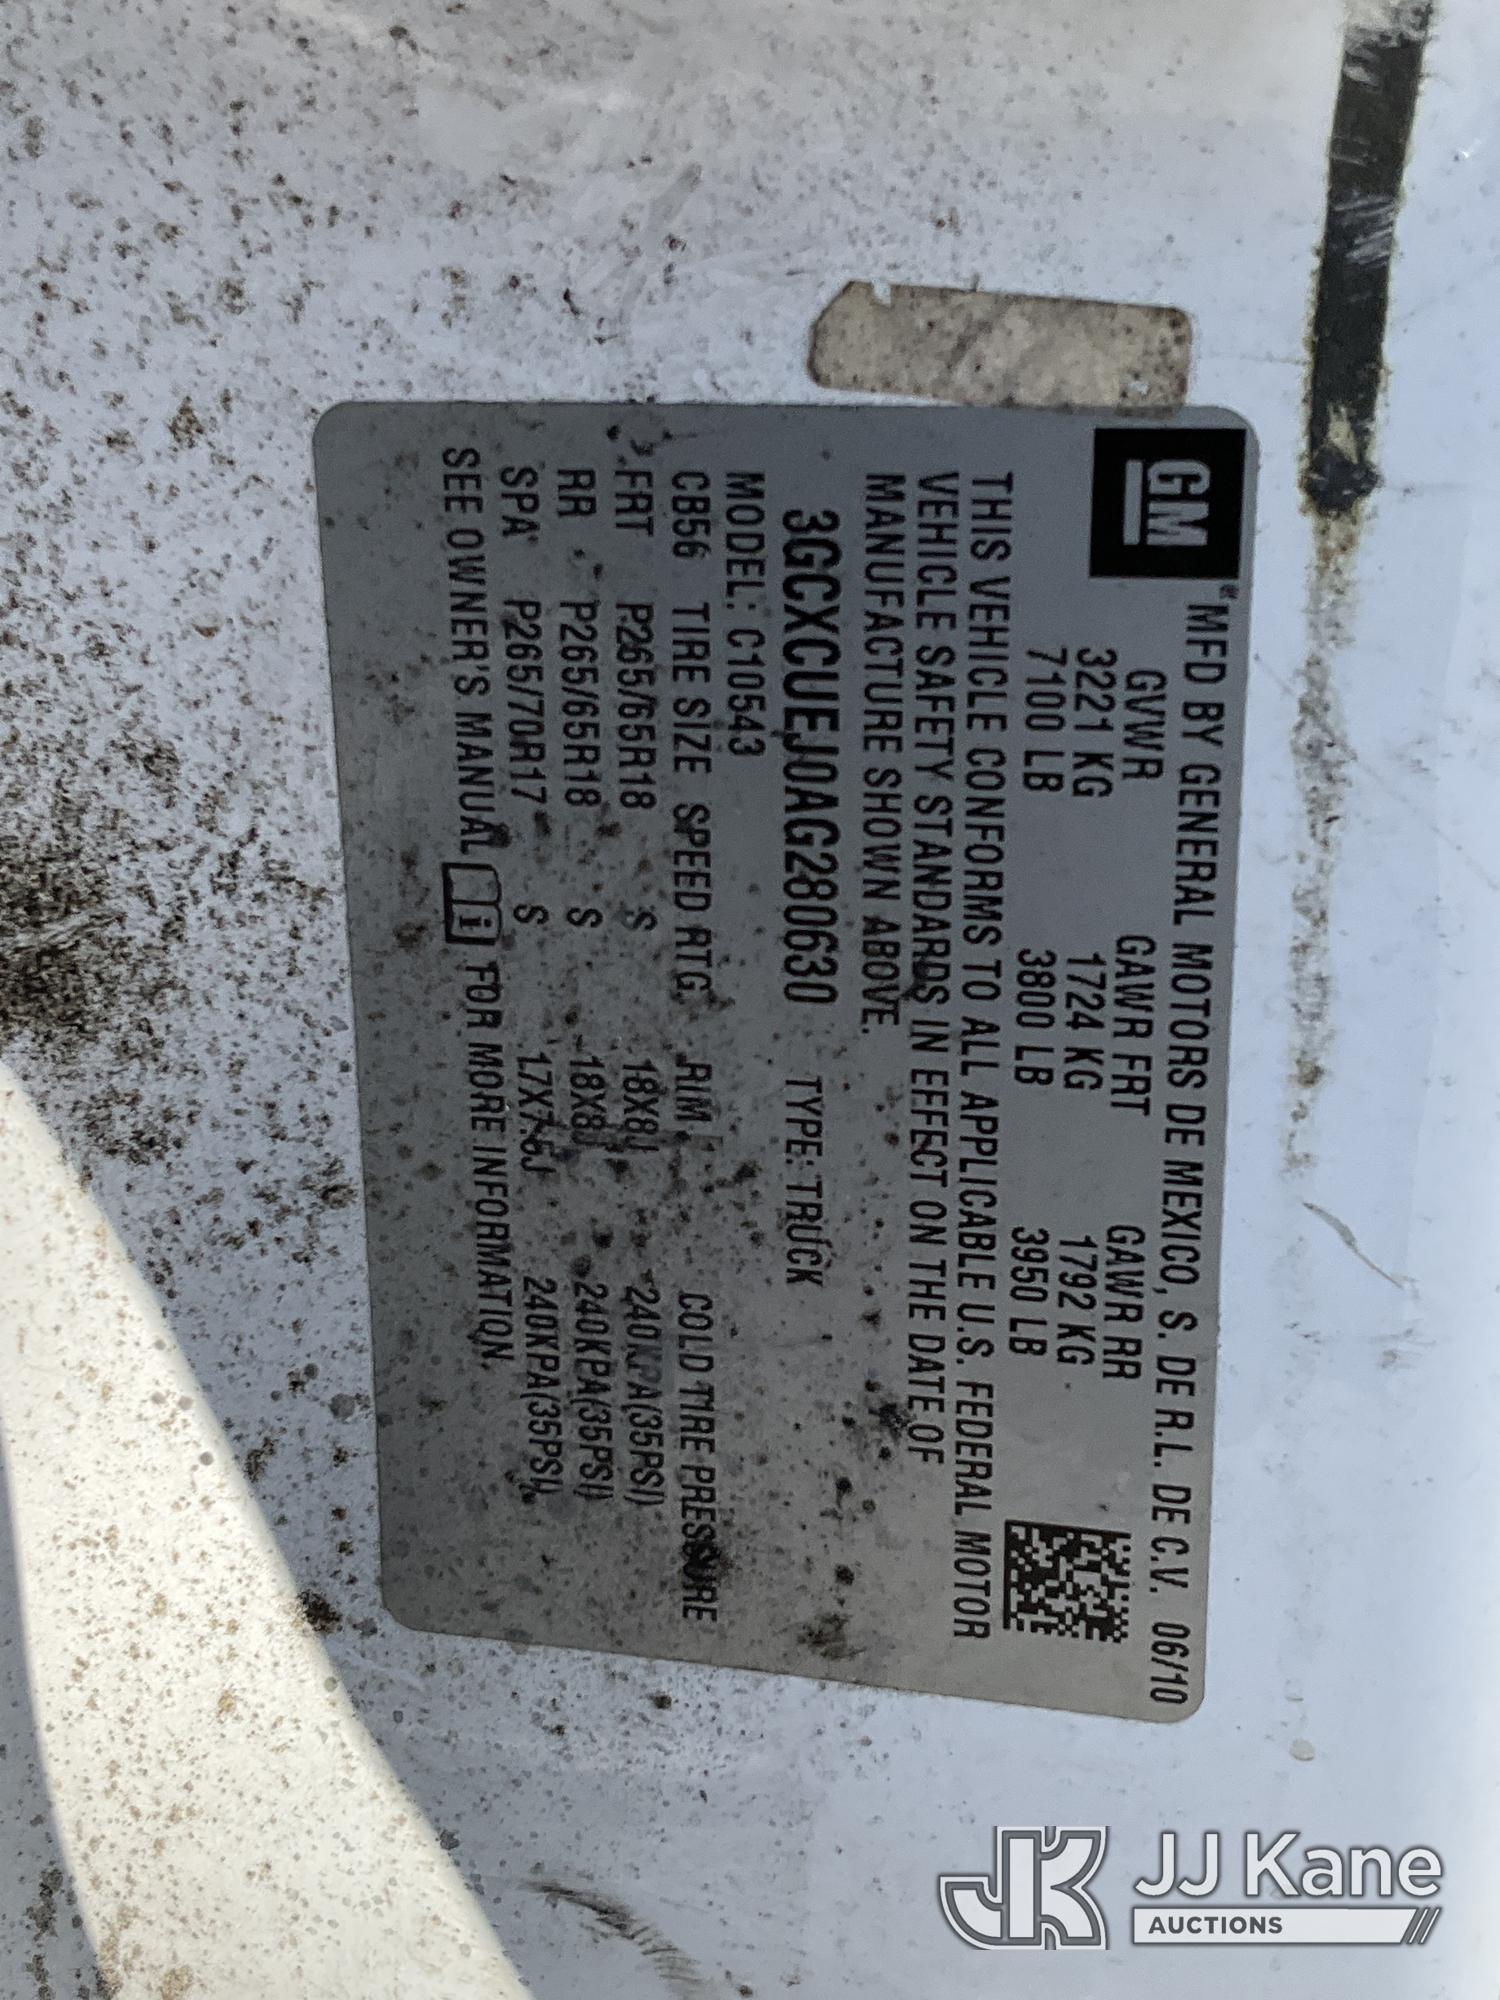 GM
MFD BY GENERAL MOTORS DE MEXICO, S. DE R.L. DE C.V. 06/10
GVWR GAWR FRT GAWR RR
3221 KG 1724 KG 1792 KG
7100 LB 3800 LB 3950 LB
THIS VEHICLE CONFORMS TO ALL APPLICABLE U.S. FEDERAL MOTOR
VEHICLE SAFETY STANDARDS IN EFFECT ON THE DATE OF
MANUFACTURE SHOWN ABOVE.
3GCXCUEJ0AG280630 TYPE: TRUCK
MODEL: C10543
CB56 TIRE SIZE SPEED RTG RIM COLD TIRE PRESSURE
FRT P265/65R18 S 18X8J 240KPA(35PSI)
RR P265/65R18 S 18X8J 240KPA(35PSI)
SPA P265/70R17 S 17X7.5J 240KPA(35PSI)
SEE OWNER'S MANUAL i FOR MORE INFORMATION.
JK JJ Kane
AUCTIONS